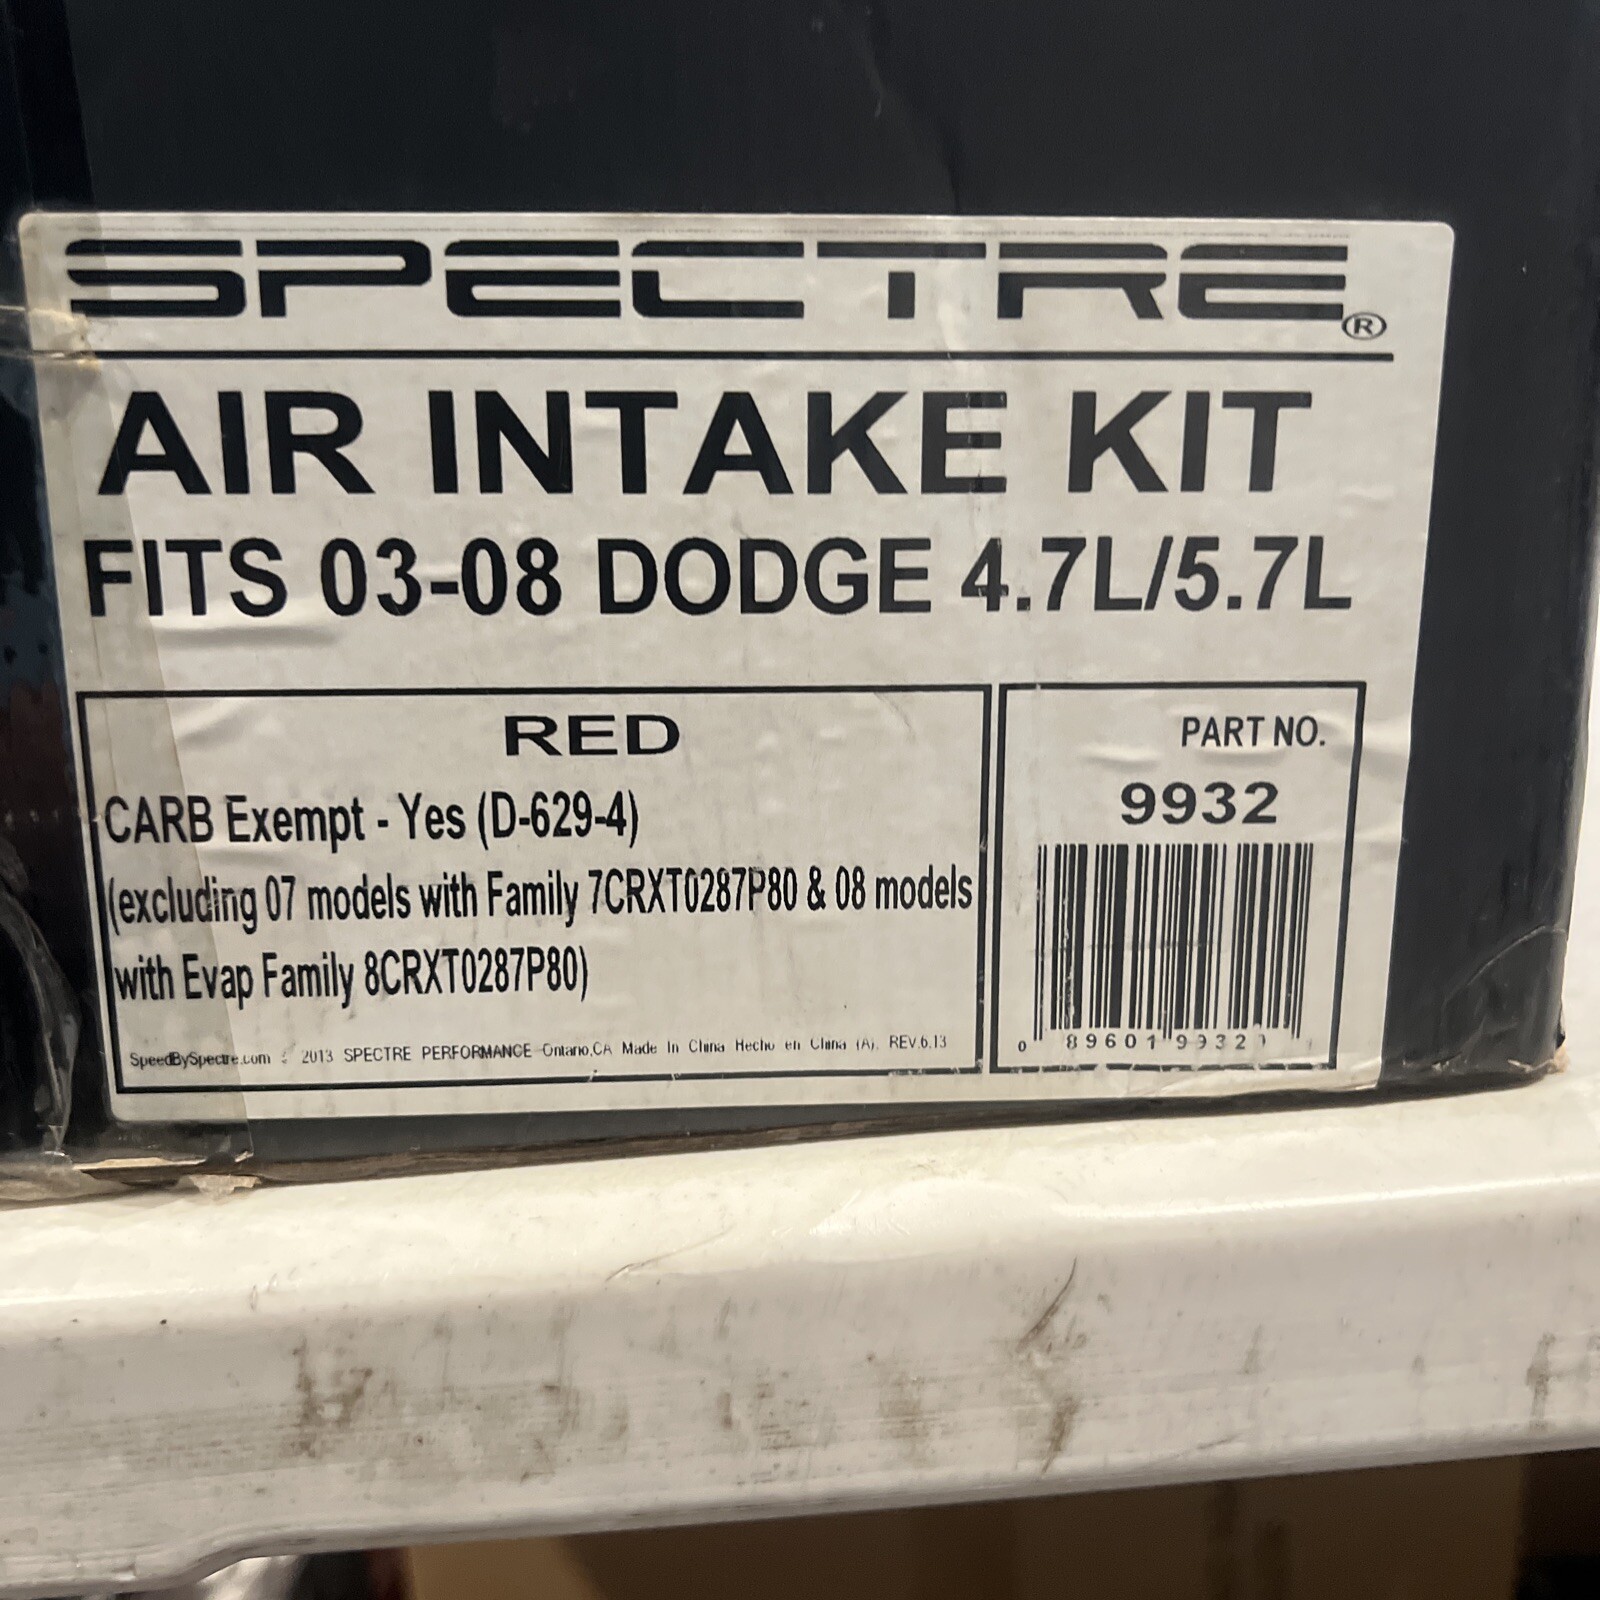 SPECTRE®
AIR INTAKE KIT
FITS 03-08 DODGE 4.7L/5.7L
RED
CARB Exempt - Yes (D-629-4)
(excluding 07 models with Family 7CRXT0287P80 & 08 models
with Evap Family 8CRXT0287P80)
SpeedBySpectre.com 2013 SPECTRE PERFORMANCE Ontario,CA Made In China Hecho en China (A). REV.6.13
PART NO.
9932
0 89601 99320